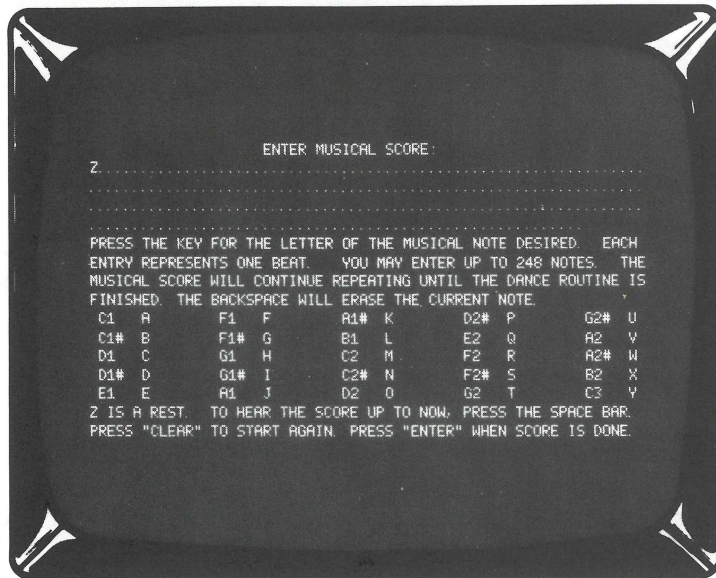 ENTER MUSICAL SCORE:
Z...............................................................
................................................................
................................................................
.........................................................
PRESS THE KEY FOR THE LETTER OF THE MUSICAL NOTE DESIRED. EACH
ENTRY REPRESENTS ONE BEAT. YOU MAY ENTER UP TO 248 NOTES. THE
MUSICAL SCORE WILL CONTINUE REPEATING UNTIL THE DANCE ROUTINE IS
FINISHED. THE BACKSPACE WILL ERASE THE CURRENT NOTE.
C1 A F1 F A1# K D2# P G2# U
C1# B F1# G B1 L E2 Q A2 V
D1 C G1 H C2 M F2 R A2# W
D1# D G1# I C2# N F2# S B2 X
E1 E A1 J D2 O G2 T C3 Y
Z IS A REST. TO HEAR THE SCORE UP TO NOW, PRESS THE SPACE BAR.
PRESS "CLEAR" TO START AGAIN. PRESS "ENTER" WHEN SCORE IS DONE.